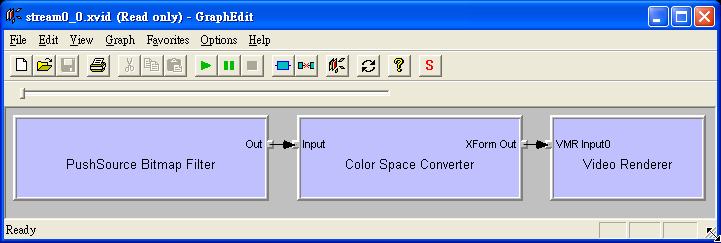 stream0_0.xvid (Read only) - GraphEdit
File Edit View Graph Favorites Options Help
S
Out Input XForm Out VMR Input0
PushSource Bitmap Filter Color Space Converter Video Renderer
Ready